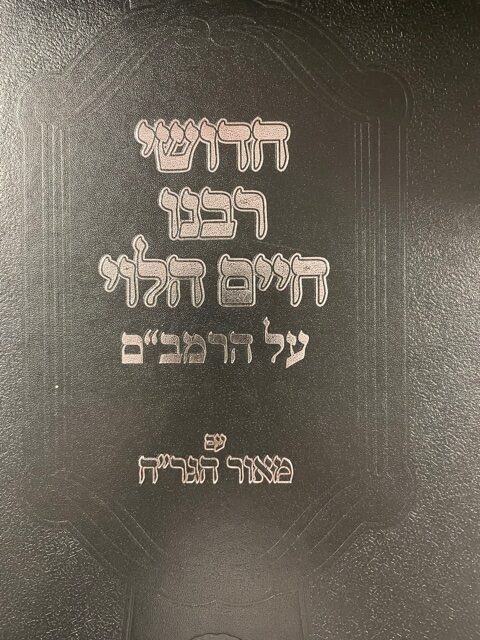 חדושי
רבנו
חיים הלוי
על הרמב״ם
עם
מאור הגר״ח